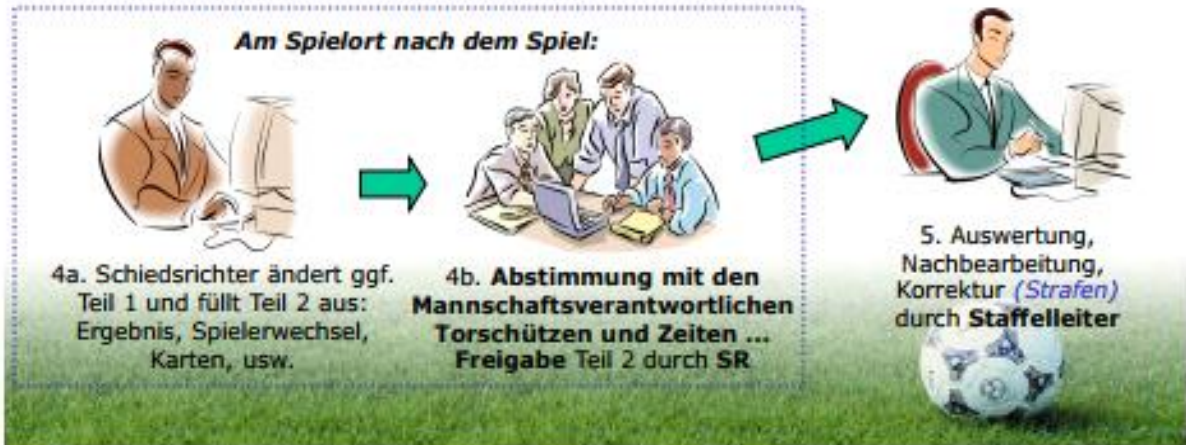 Am Spielort nach dem Spiel:
4a. Schiedsrichter ändert ggf.
Teil 1 und füllt Teil 2 aus:
Ergebnis, Spielerwechsel,
Karten, usw.
4b. Abstimmung mit den
Mannschaftsverantwortlichen
Torschützen und Zeiten ...
Freigabe Teil 2 durch SR
5. Auswertung,
Nachbearbeitung,
Korrektur (Strafen)
durch Staffelleiter